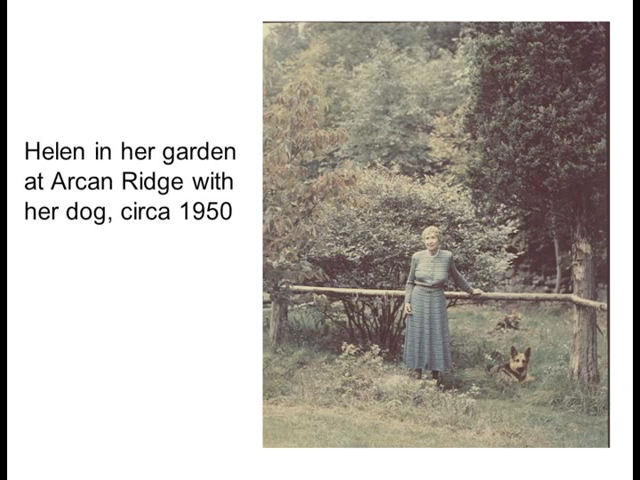 Helen in her garden
at Arcan Ridge with
her dog, circa 1950